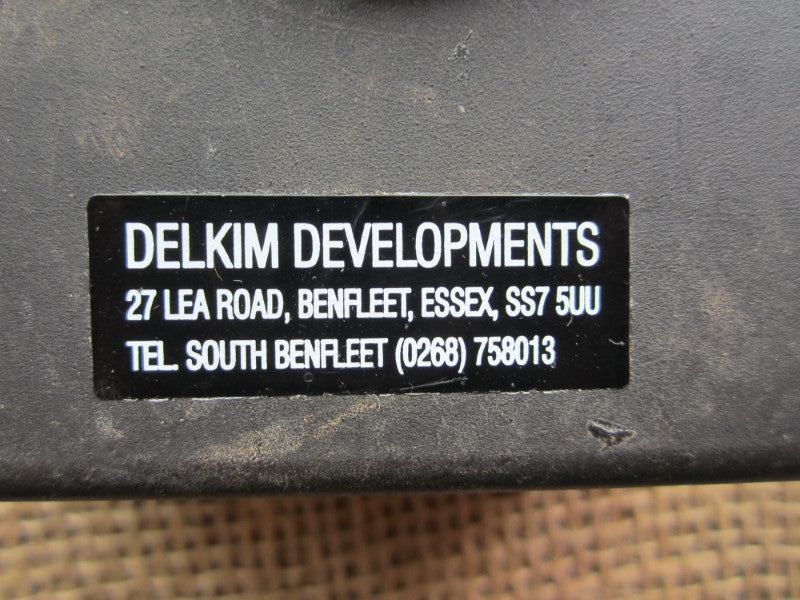 DELKIM DEVELOPMENTS
27 LEA ROAD, BENFLEET, ESSEX, SS7 5UU
TEL. SOUTH BENFLEET (0268) 758013